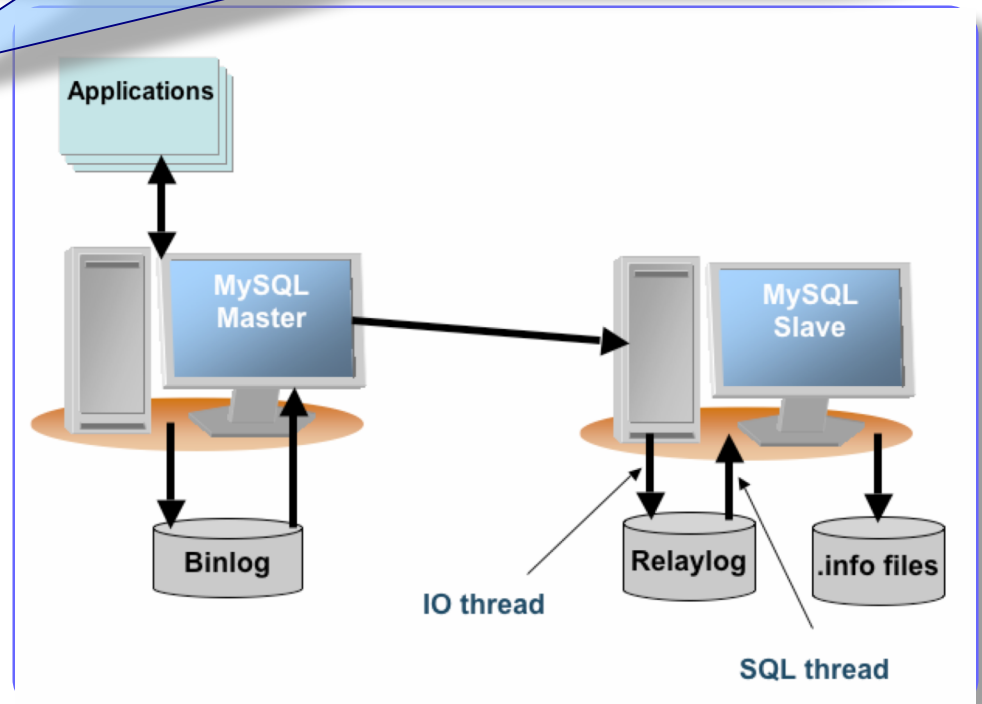 Applications
MySQL
Master
MySQL
Slave
Binlog
Relaylog
.info files
IO thread
SQL thread